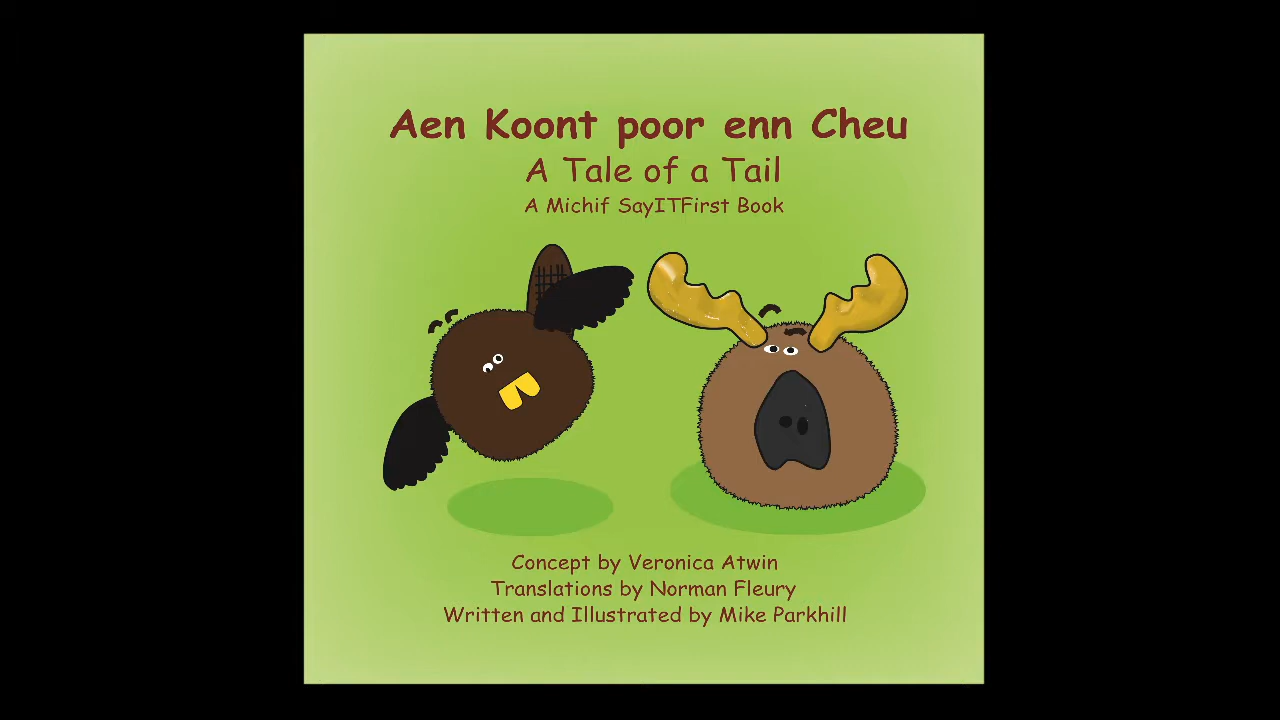 Aen Koont poor enn Cheu
A Tale of a Tail
A Michif SayITFirst Book
Concept by Veronica Atwin
Translations by Norman Fleury
Written and Illustrated by Mike Parkhill